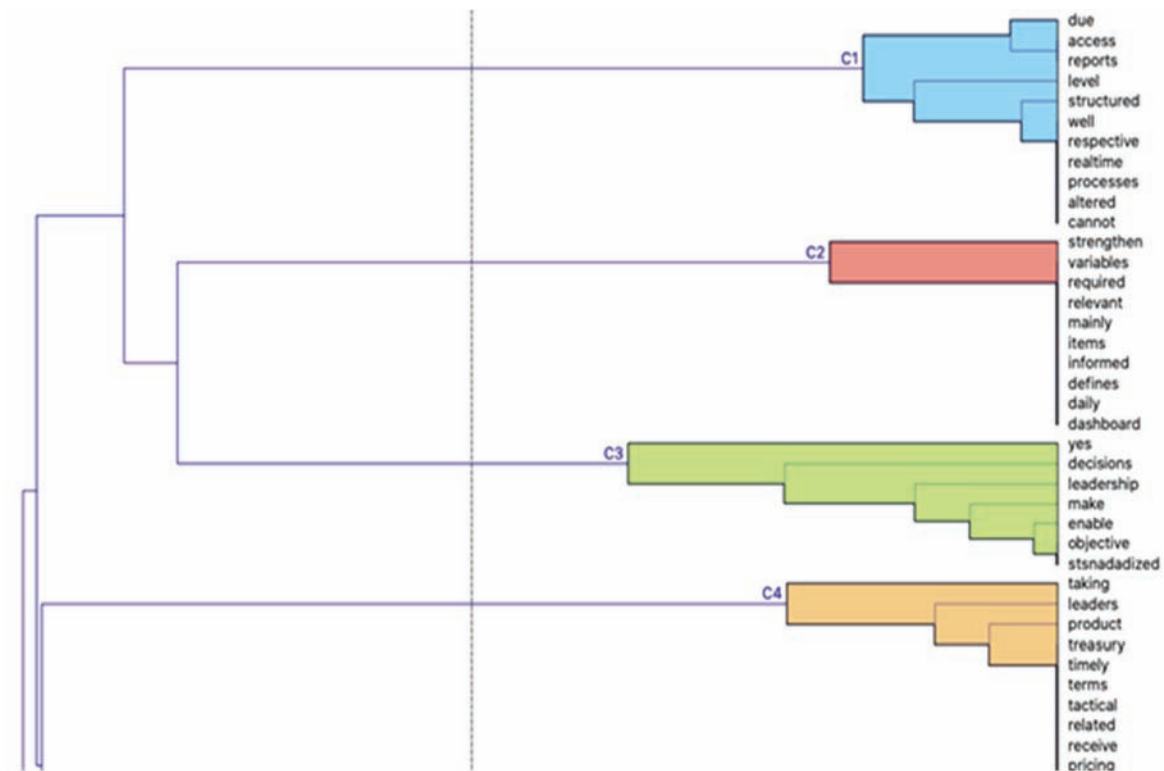 due
access
C1
reports
level
structured
well
respective
realtime
processes
altered
cannot
strengthen
C2
variables
required
relevant
mainly
items
informed
defines
daily
dashboard
yes
C3
decisions
leadership
make
enable
objective
stsnadadized
taking
C4
leaders
product
treasury
timely
terms
tactical
related
receive
pricing